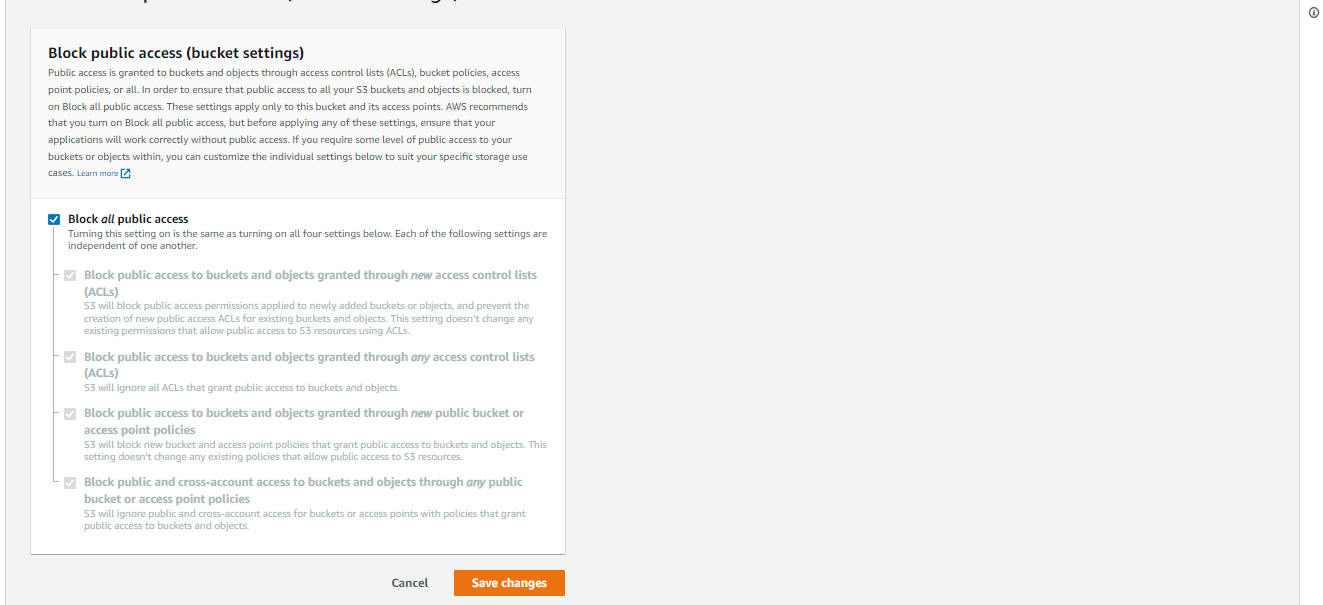 Block public access (bucket settings)
Public access is granted to buckets and objects through access control lists (ACLs), bucket policies, access
point policies, or all. In order to ensure that public access to all your S3 buckets and objects is blocked, turn
on Block all public access. These settings apply only to this bucket and its access points. AWS recommends
that you turn on Block all public access, but before applying any of these settings, ensure that your
applications will work correctly without public access. If you require some level of public access to your
buckets or objects within, you can customize the individual settings below to suit your specific storage use
cases. Learn more
Block all public access
Turning this setting on is the same as turning on all four settings below. Each of the following settings are
independent of one another.
Block public access to buckets and objects granted through new access control lists
(ACLs)
S3 will block public access permissions applied to newly added buckets or objects, and prevent the
creation of new public access ACLs for existing buckets and objects. This setting doesn't change any
existing permissions that allow public access to S3 resources using ACLs.
Block public access to buckets and objects granted through any access control lists
(ACLs)
S3 will ignore all ACLs that grant public access to buckets and objects.
Block public access to buckets and objects granted through new public bucket or
access point policies
S3 will block new bucket and access point policies that grant public access to buckets and objects. This
setting doesn't change any existing policies that allow public access to S3 resources.
Block public and cross-account access to buckets and objects through any public
bucket or access point policies
S3 will ignore public and cross-account access for buckets or access points with policies that grant
public access to buckets and objects.
Cancel
Save changes